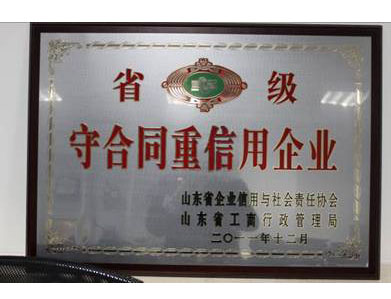 省 级
守合同重信用企业
山东省企业信用与社会责任协会
山东省工商行政管理局
二〇一一年十二月